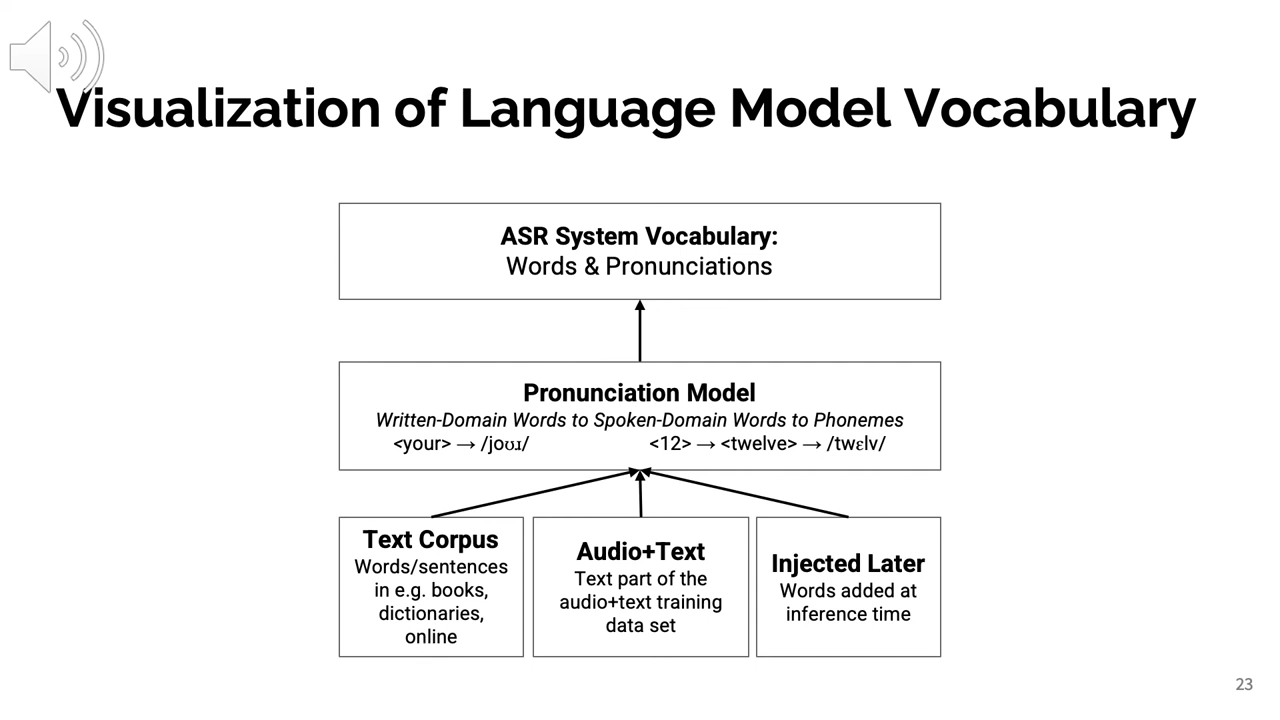 Visualization of Language Model Vocabulary
ASR System Vocabulary:
Words & Pronunciations
Pronunciation Model
Written-Domain Words to Spoken-Domain Words to Phonemes
<your> → /joʊɹ/ <12> → <twelve> → /twɛlv/
Text Corpus
Words/sentences
in e.g. books,
dictionaries,
online
Audio+Text
Text part of the
audio+text training
data set
Injected Later
Words added at
inference time
23